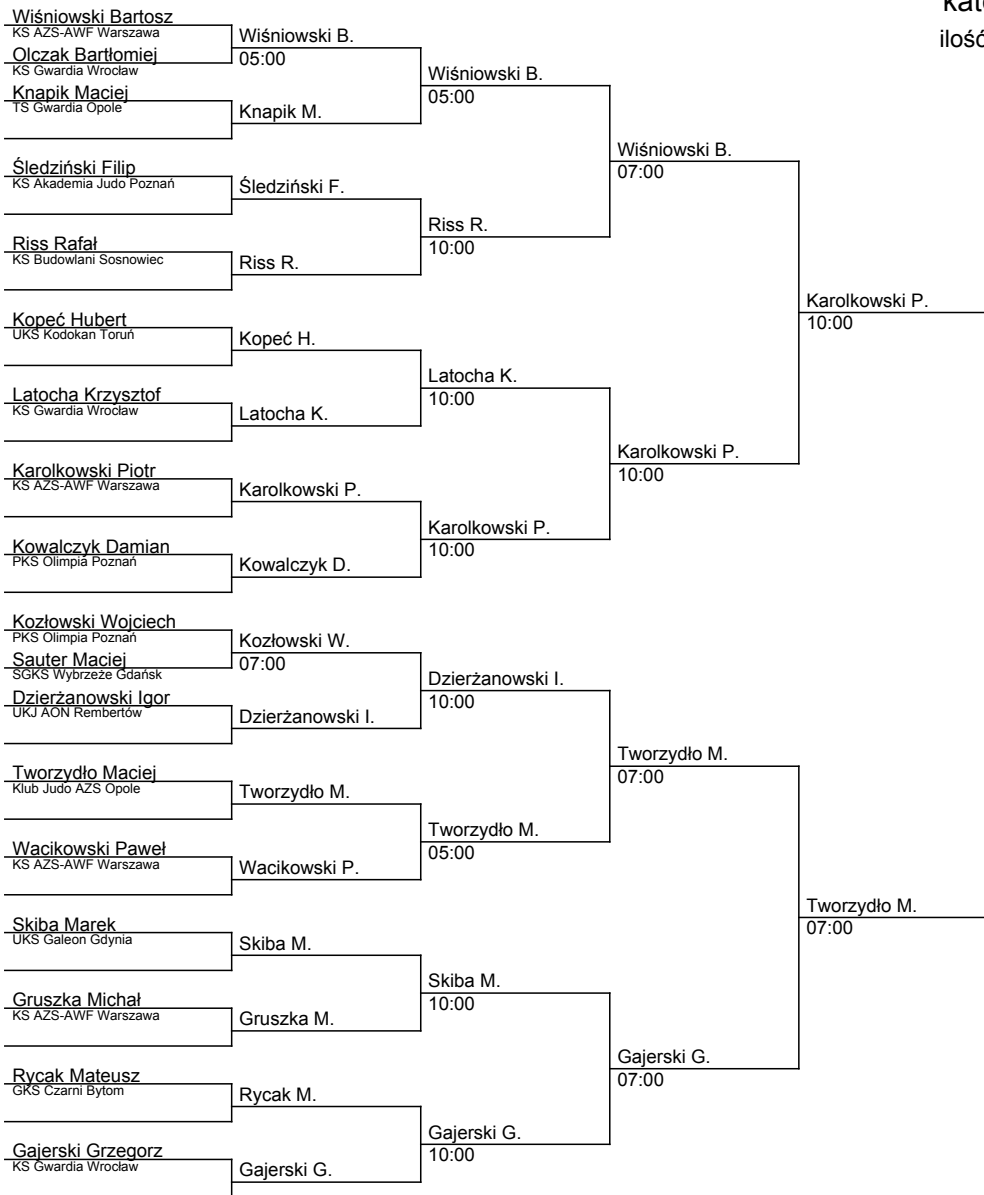 kat
ilość
Wiśniowski Bartosz
KS AZS-AWF Warszawa
Olczak Bartłomiej
KS Gwardia Wrocław
Knapik Maciej
TS Gwardia Opole
Śledziński Filip
KS Akademia Judo Poznań
Riss Rafał
KS Budowlani Sosnowiec
Kopeć Hubert
UKS Kodokan Toruń
Latocha Krzysztof
KS Gwardia Wrocław
Karolkowski Piotr
KS AZS-AWF Warszawa
Kowalczyk Damian
PKS Olimpia Poznań
Kozłowski Wojciech
PKS Olimpia Poznań
Sauter Maciej
SGKS Wybrzeże Gdańsk
Dzierżanowski Igor
UKJ AON Rembertów
Tworzydło Maciej
Klub Judo AZS Opole
Wacikowski Paweł
KS AZS-AWF Warszawa
Skiba Marek
UKS Galeon Gdynia
Gruszka Michał
KS AZS-AWF Warszawa
Rycak Mateusz
GKS Czarni Bytom
Gajerski Grzegorz
KS Gwardia Wrocław
Wiśniowski B.
05:00
Knapik M.
Śledziński F.
Riss R.
Kopeć H.
Latocha K.
Karolkowski P.
Kowalczyk D.
Kozłowski W.
07:00
Dzierżanowski I.
Tworzydło M.
Wacikowski P.
Skiba M.
Gruszka M.
Rycak M.
Gajerski G.
Wiśniowski B.
05:00
Riss R.
10:00
Latocha K.
10:00
Karolkowski P.
10:00
Dzierżanowski I.
10:00
Tworzydło M.
05:00
Skiba M.
10:00
Gajerski G.
10:00
Wiśniowski B.
07:00
Karolkowski P.
10:00
Tworzydło M.
07:00
Gajerski G.
07:00
Karolkowski P.
10:00
Tworzydło M.
07:00